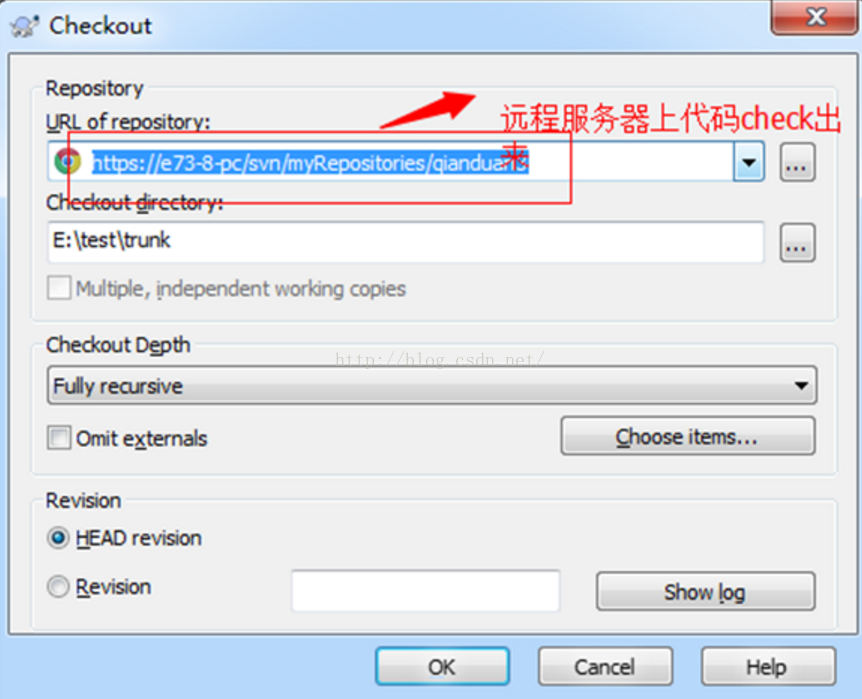 Checkout
Repository
URL of repository:
远程服务器上代码check出
来
https://e73-8-pc/svn/myRepositories/
...
Checkout directory:
E:\test\trunk
...
Multiple, independent working copies
Checkout Depth
http://blog.csdn.net/
Fully recursive
Omit externals
Choose items...
Revision
HEAD revision
Revision
Show log
OK
Cancel
Help